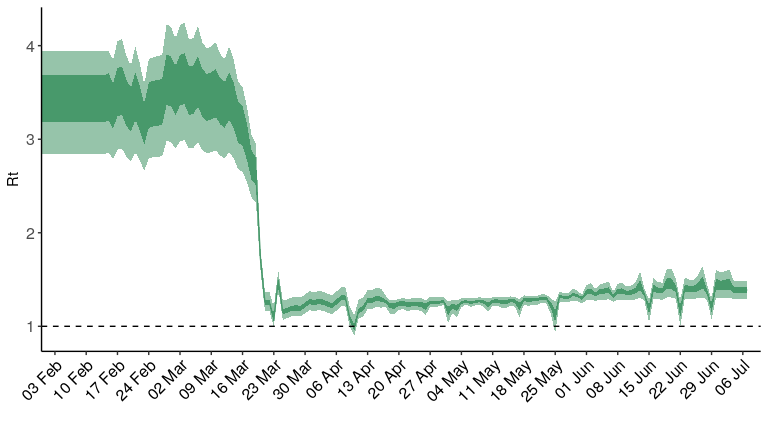 4
3
2
1
Rt
03 Feb
10 Feb
17 Feb
24 Feb
02 Mar
09 Mar
16 Mar
23 Mar
30 Mar
06 Apr
13 Apr
20 Apr
27 Apr
04 May
11 May
18 May
25 May
01 Jun
08 Jun
15 Jun
22 Jun
29 Jun
06 Jul